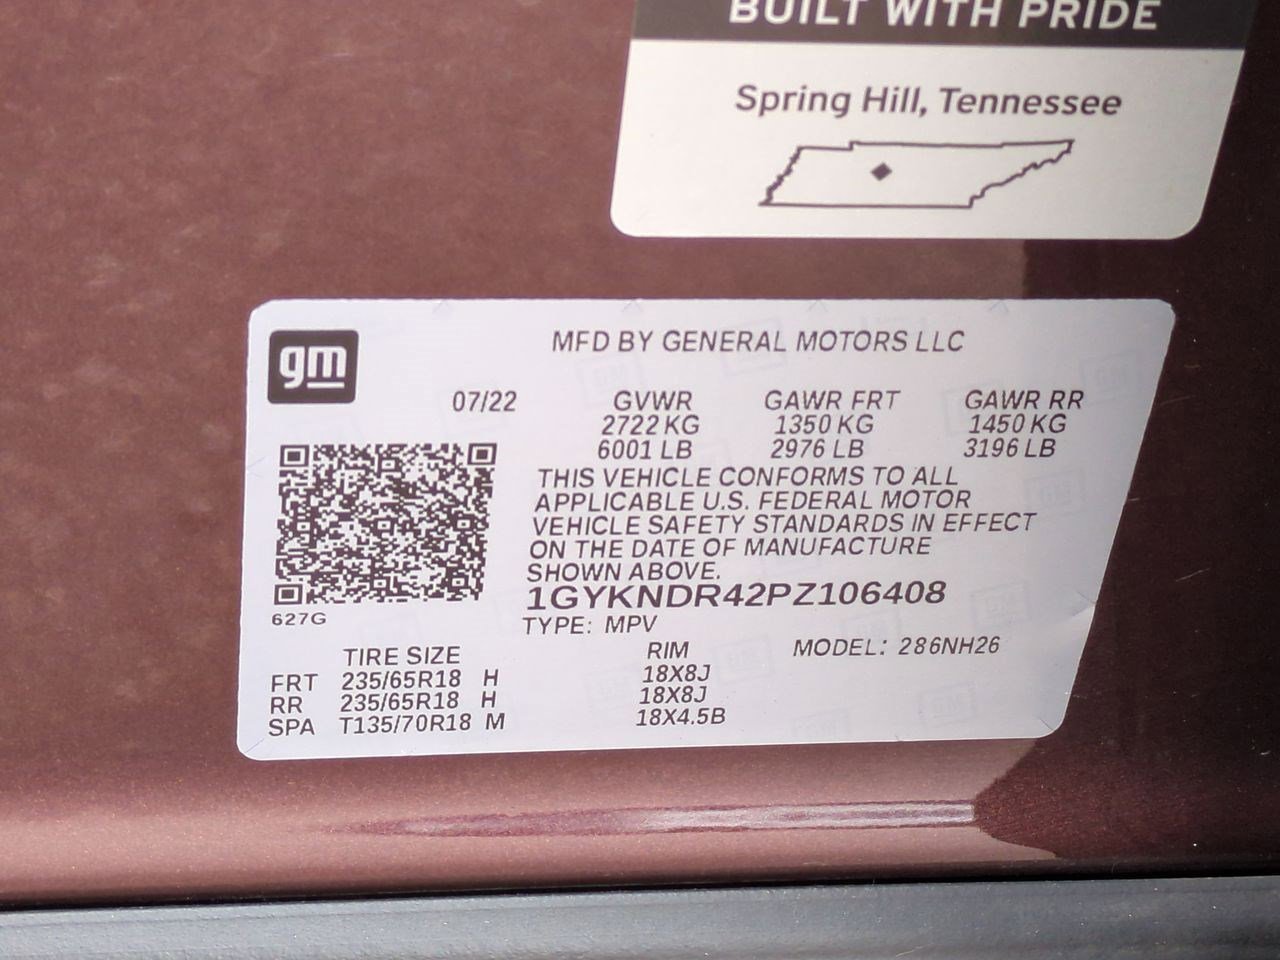 BUILT WITH PRIDE
Spring Hill, Tennessee
gm
MFD BY GENERAL MOTORS LLC
07/22 GVWR GAWR FRT GAWR RR
2722 KG 1350 KG 1450 KG
6001 LB 2976 LB 3196 LB
THIS VEHICLE CONFORMS TO ALL
APPLICABLE U.S. FEDERAL MOTOR
VEHICLE SAFETY STANDARDS IN EFFECT
ON THE DATE OF MANUFACTURE
SHOWN ABOVE.
1GYKNDR42PZ106408
627G
TYPE: MPV
TIRE SIZE RIM MODEL: 286NH26
FRT 235/65R18 H 18X8J
RR 235/65R18 H 18X8J
SPA T135/70R18 M 18X4.5B